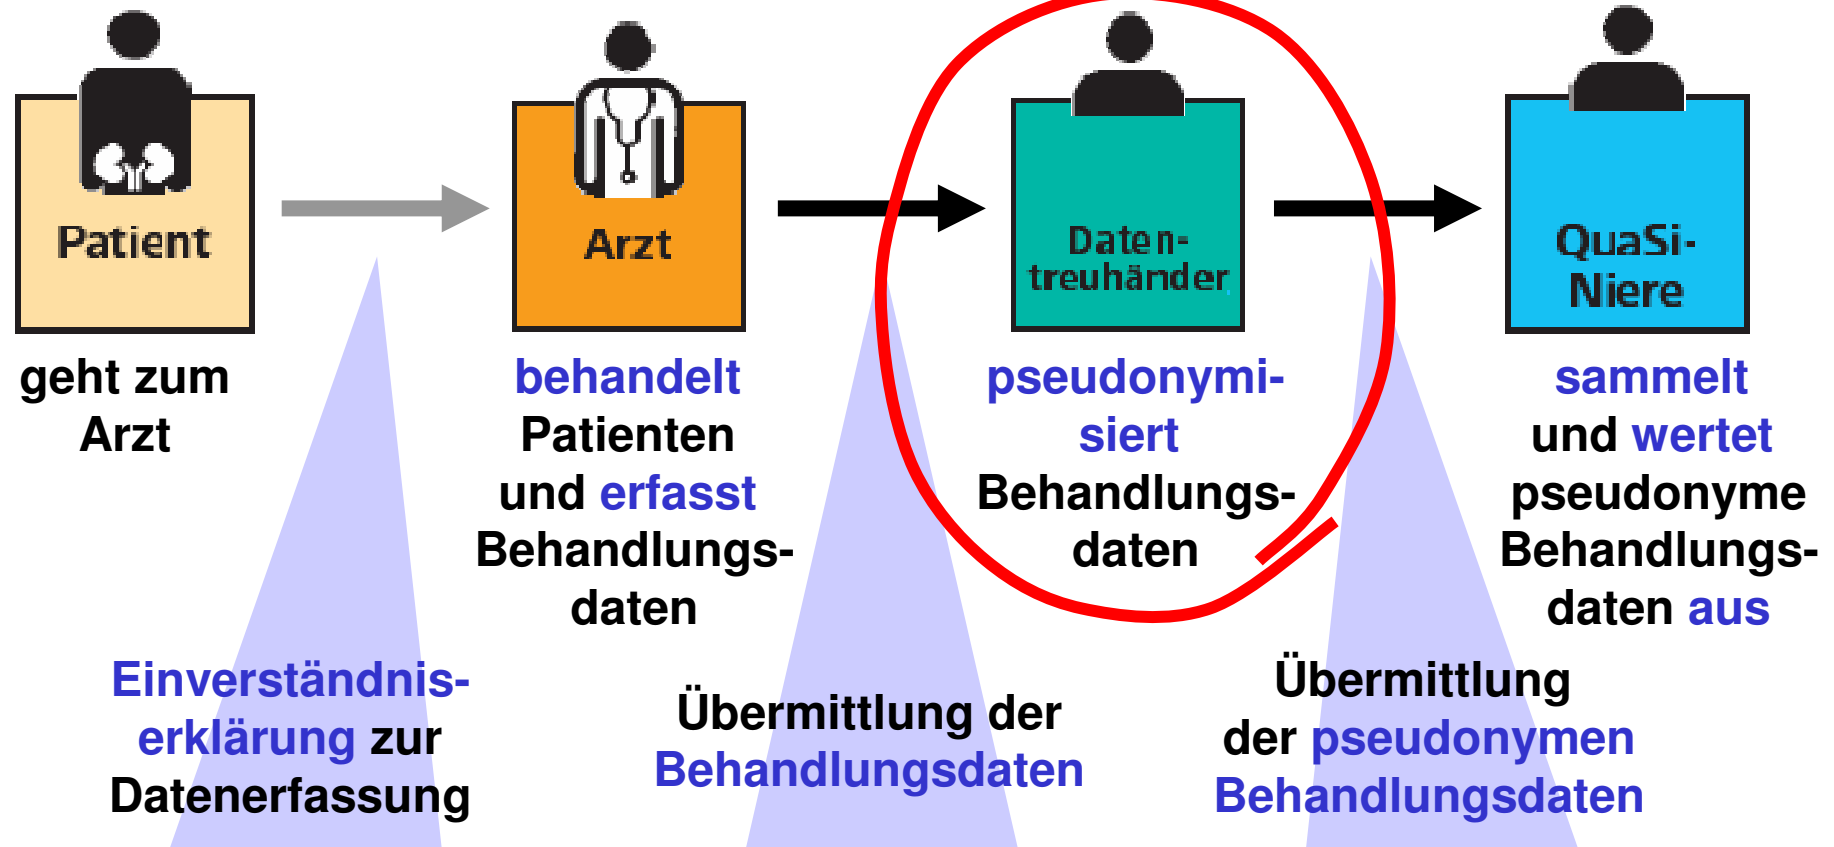 Patient
geht zum
Arzt
Arzt
behandelt
Patienten
und erfasst
Behandlungs-
daten
Daten-
treuhänder
pseudonymi-
siert
Behandlungs-
daten
QuaSi-
Niere
sammelt
und wertet
pseudonyme
Behandlungs-
daten aus
Einverständnis-
erklärung zur
Datenerfassung
Übermittlung der
Behandlungsdaten
Übermittlung
der pseudonymen
Behandlungsdaten